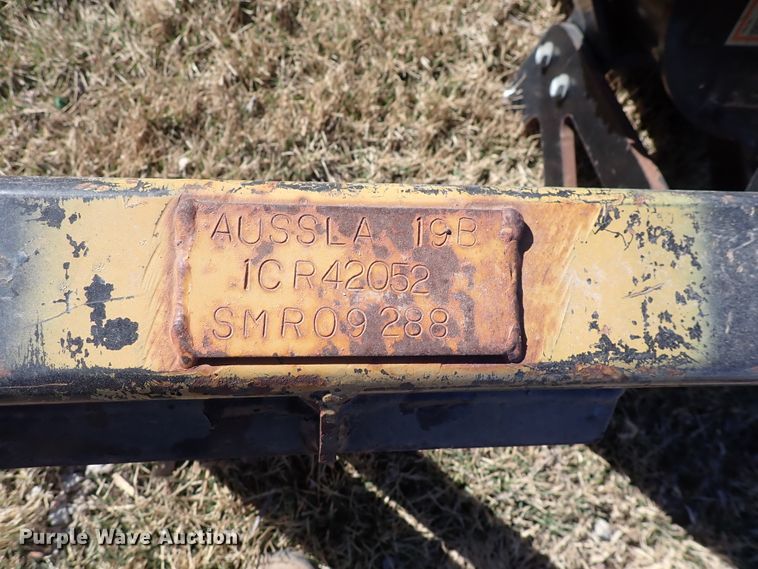 AUSSLA 19B
1CR42052
SMR09288
Purple Wave Auction